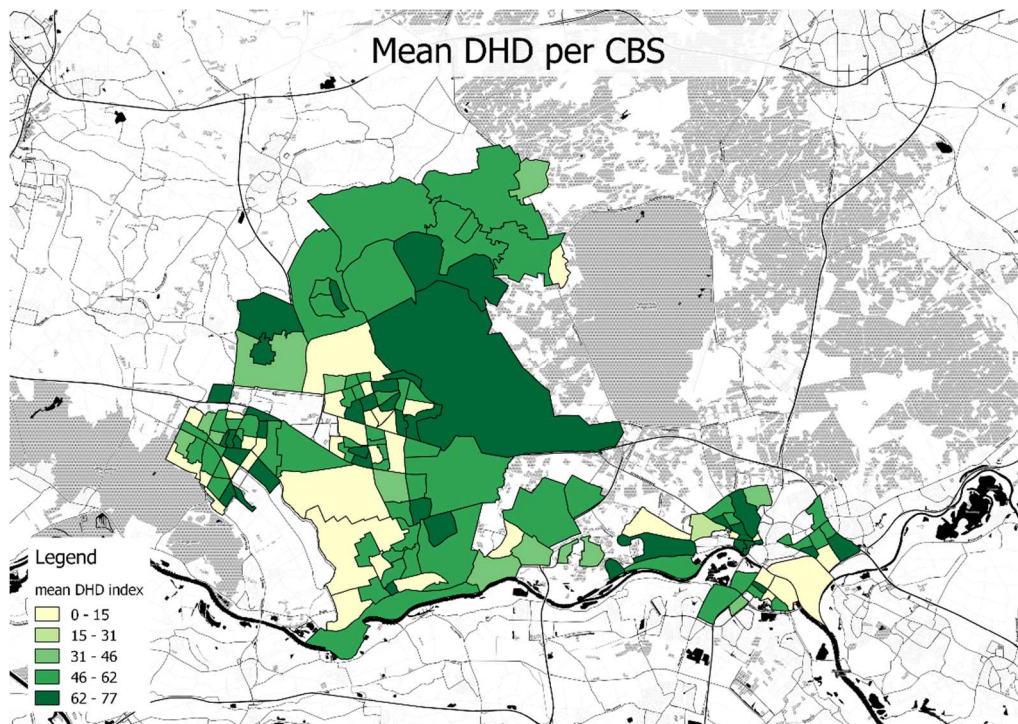 Mean DHD per CBS
Legend
mean DHD index
0 - 15
15 - 31
31 - 46
46 - 62
62 - 77